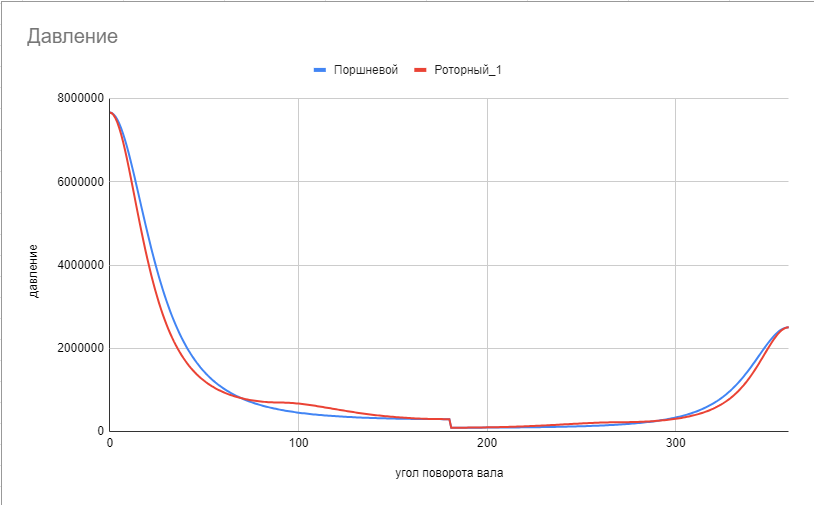 Давление
Поршневой
Роторный_1
8000000
6000000
4000000
2000000
0
давление
0
100
200
300
угол поворота вала